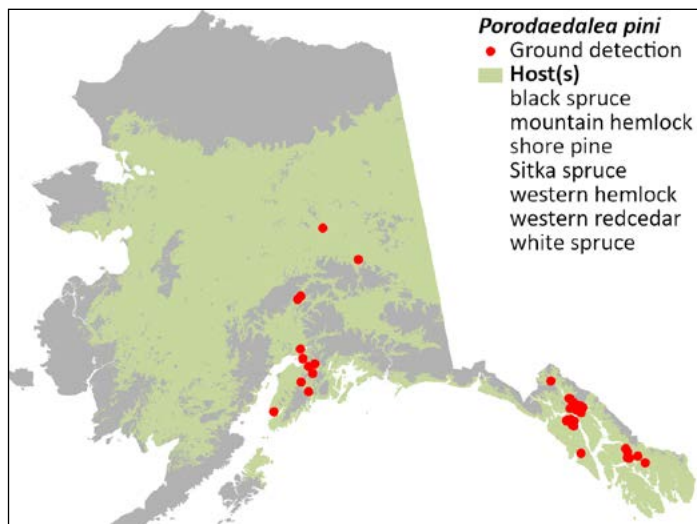 Porodaedalea pini
Ground detection
Host(s)
black spruce
mountain hemlock
shore pine
Sitka spruce
western hemlock
western redcedar
white spruce